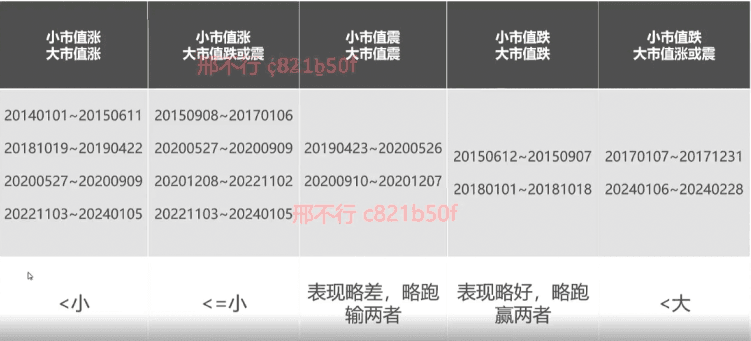 小市值涨
大市值涨
小市值涨
大市值跌或震
小市值震
大市值震
小市值跌
大市值跌
小市值跌
大市值涨或震
邢不行 c821b50f
20140101~20150611
20181019~20190422
20200527~20200909
20221103~20240105
20150908~20170106
20200527~20200909
20201208~20221102
20221103~20240105
20190423~20200526
20200910~20201207
20150612~20150907
20180101~20181018
20170107~20171231
20240106~20240228
邢不行 c821b50f
<小
<=小
表现略差，略跑
输两者
表现略好，略跑
赢两者
<大